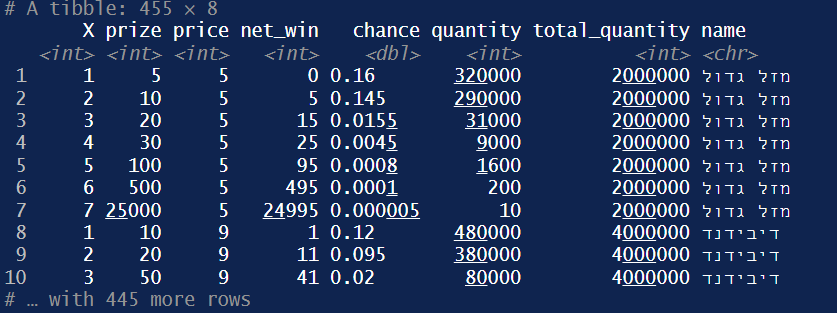 # A tibble: 455 × 8
X prize price net_win chance quantity total_quantity name
<int> <int> <int> <int> <dbl> <int> <int> <chr>
1 1 5 5 0 0.16 320000 2000000 מזל גדול
2 2 10 5 5 0.145 290000 2000000 מזל גדול
3 3 20 5 15 0.0155 31000 2000000 מזל גדול
4 4 30 5 25 0.0045 9000 2000000 מזל גדול
5 5 100 5 95 0.0008 1600 2000000 מזל גדול
6 6 500 5 495 0.0001 200 2000000 מזל גדול
7 7 25000 5 24995 0.000005 10 2000000 מזל גדול
8 1 10 9 1 0.12 480000 4000000 דיבידנד
9 2 20 9 11 0.095 380000 4000000 דיבידנד
10 3 50 9 41 0.02 80000 4000000 דיבידנד
# … with 445 more rows